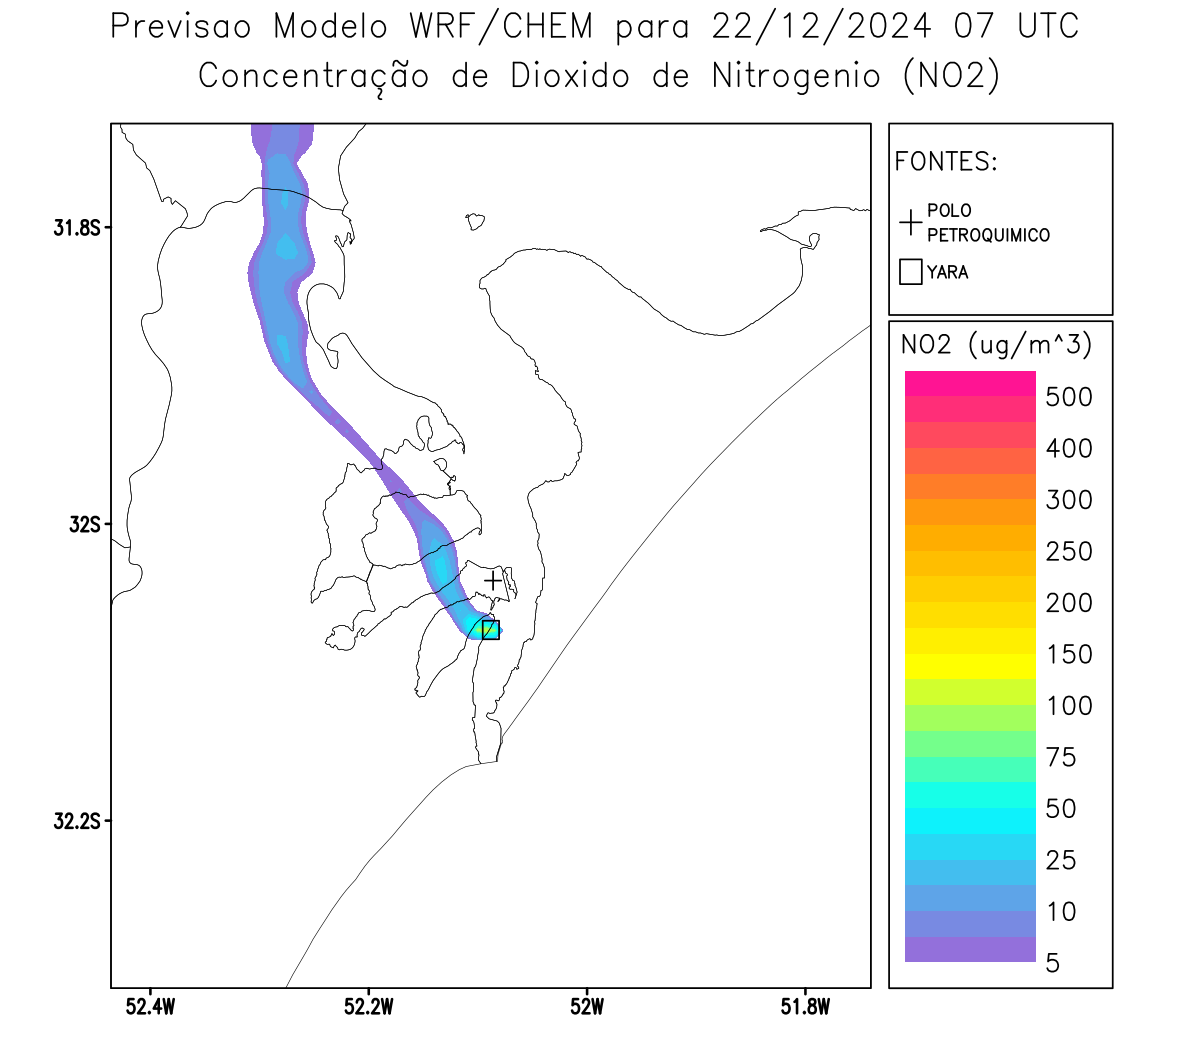 Previsao Modelo WRF/CHEM para 22/12/2024 07 UTC
Concentração de Dioxido de Nitrogenio (NO2)
FONTES:
POLO
PETROQUIMICO
YARA
NO2 (ug/m^3)
500
400
300
250
200
150
100
75
50
25
10
5
31.8S
32S
32.2S
52.4W
52.2W
52W
51.8W